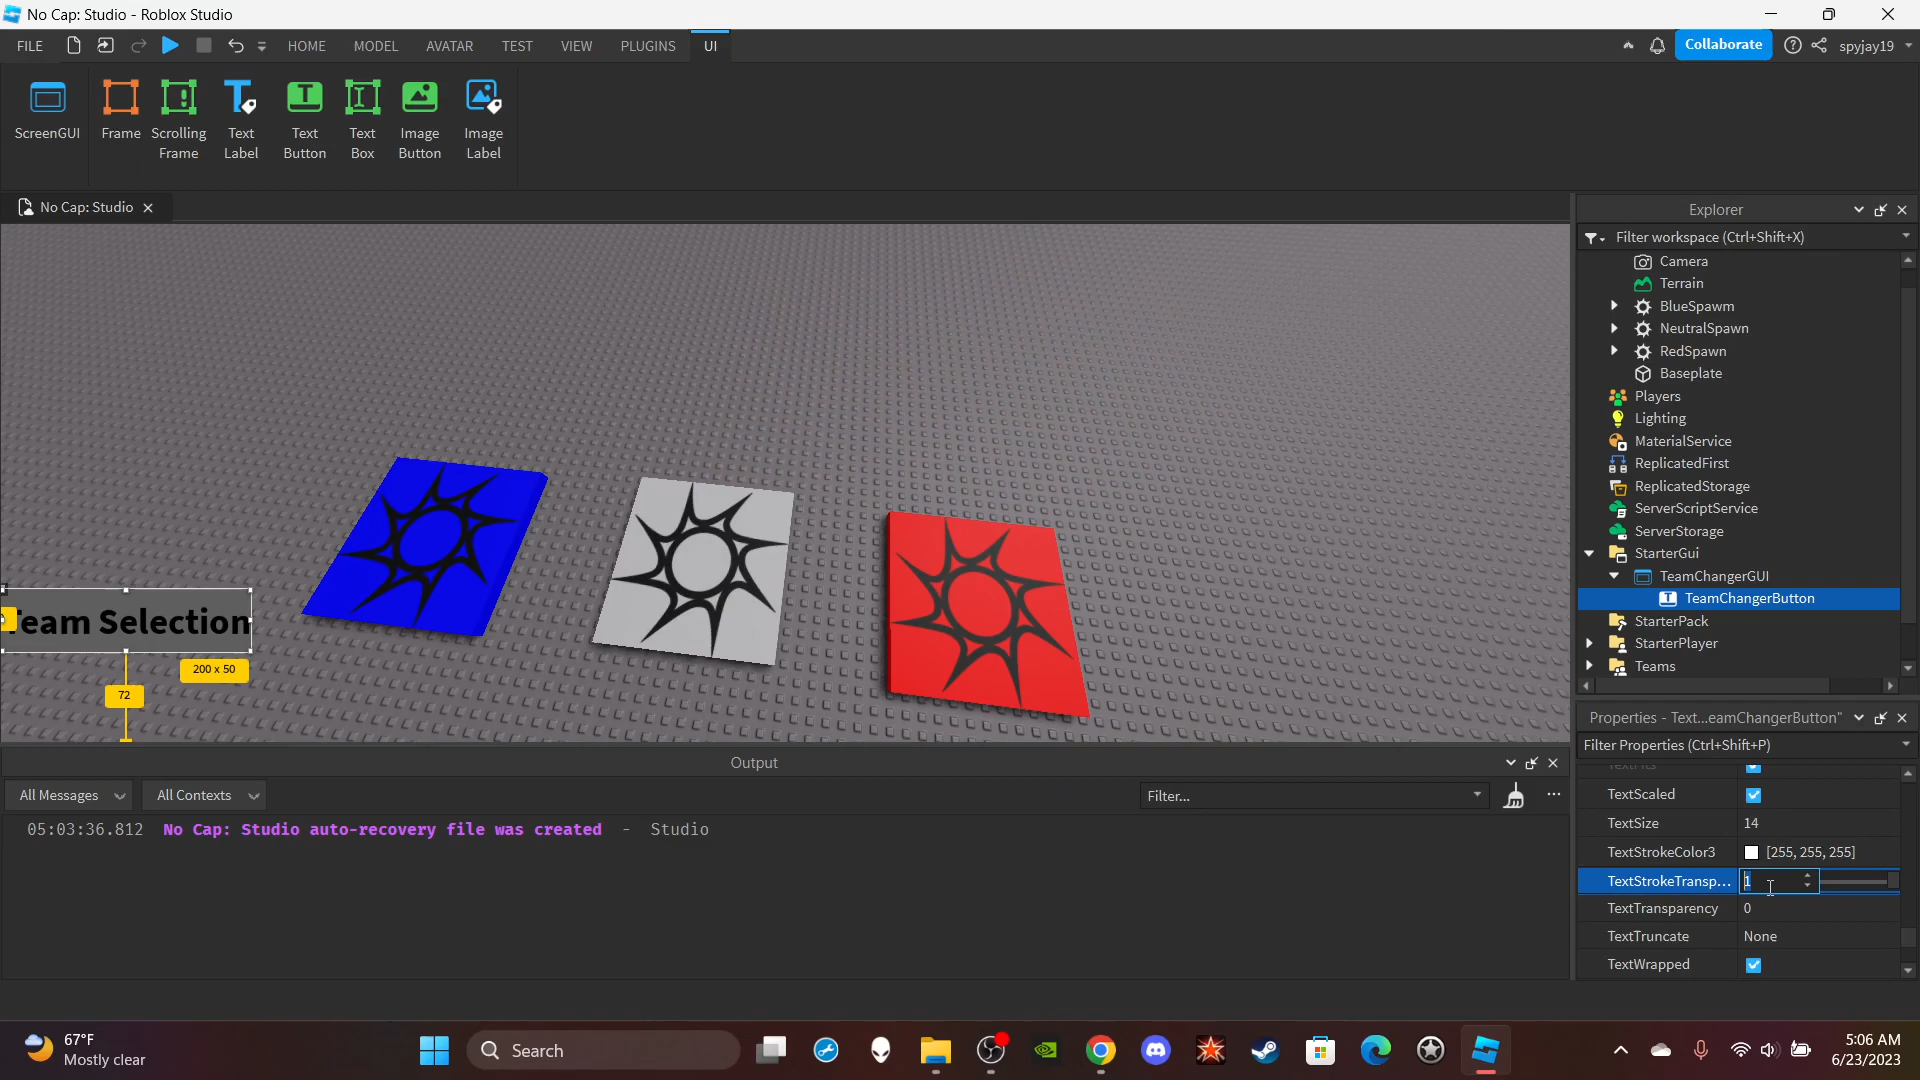 No Cap: Studio - Roblox Studio
FILE HOME MODEL AVATAR TEST VIEW PLUGINS UI Collaborate spyjay19
ScreenGUI Frame Scrolling Frame Text Label Text Button Text Box Image Button Image Label
No Cap: Studio
Explorer
Filter workspace (Ctrl+Shift+X)
Camera
Terrain
BlueSpawm
NeutralSpawn
RedSpawn
Baseplate
Players
Lighting
MaterialService
ReplicatedFirst
ReplicatedStorage
ServerScriptService
ServerStorage
StarterGui
TeamChangerGUI
TeamChangerButton
StarterPack
StarterPlayer
Teams
Team Selection
200 x 50
72
Properties - Text...eamChangerButton"
Filter Properties (Ctrl+Shift+P)
TextScaled
TextSize 14
TextStrokeColor3 [255, 255, 255]
TextStrokeTransp... 1
TextTransparency 0
TextTruncate None
TextWrapped
Output
All Messages All Contexts Filter...
05:03:36.812 No Cap: Studio auto-recovery file was created - Studio
67°F
Mostly clear
Search
5:06 AM
6/23/2023